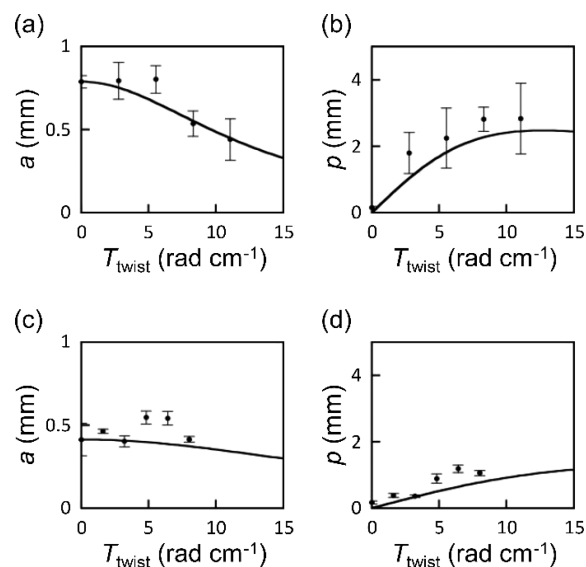 (a)
1
0.5
0
a (mm)
0 5 10 15
T_twist (rad cm⁻¹)
(b)
4
2
0
p (mm)
0 5 10 15
T_twist (rad cm⁻¹)
(c)
1
0.5
0
a (mm)
0 5 10 15
T_twist (rad cm⁻¹)
(d)
4
2
0
p (mm)
0 5 10 15
T_twist (rad cm⁻¹)